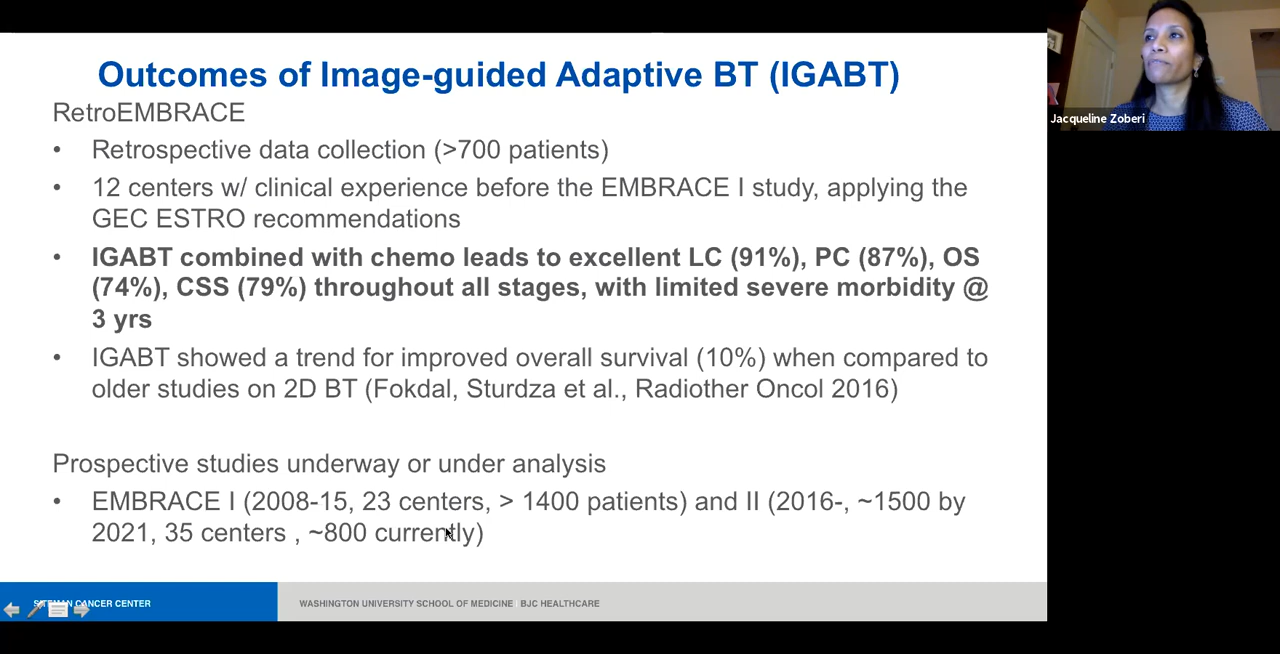 Outcomes of Image-guided Adaptive BT (IGABT)
RetroEMBRACE
• Retrospective data collection (>700 patients)
• 12 centers w/ clinical experience before the EMBRACE I study, applying the
GEC ESTRO recommendations
• IGABT combined with chemo leads to excellent LC (91%), PC (87%), OS
(74%), CSS (79%) throughout all stages, with limited severe morbidity @
3 yrs
• IGABT showed a trend for improved overall survival (10%) when compared to
older studies on 2D BT (Fokdal, Sturdza et al., Radiother Oncol 2016)
Prospective studies underway or under analysis
• EMBRACE I (2008-15, 23 centers, > 1400 patients) and II (2016-, ~1500 by
2021, 35 centers , ~800 currently)
SITEMAN CANCER CENTER
WASHINGTON UNIVERSITY SCHOOL OF MEDICINE | BJC HEALTHCARE
Jacqueline Zoberi